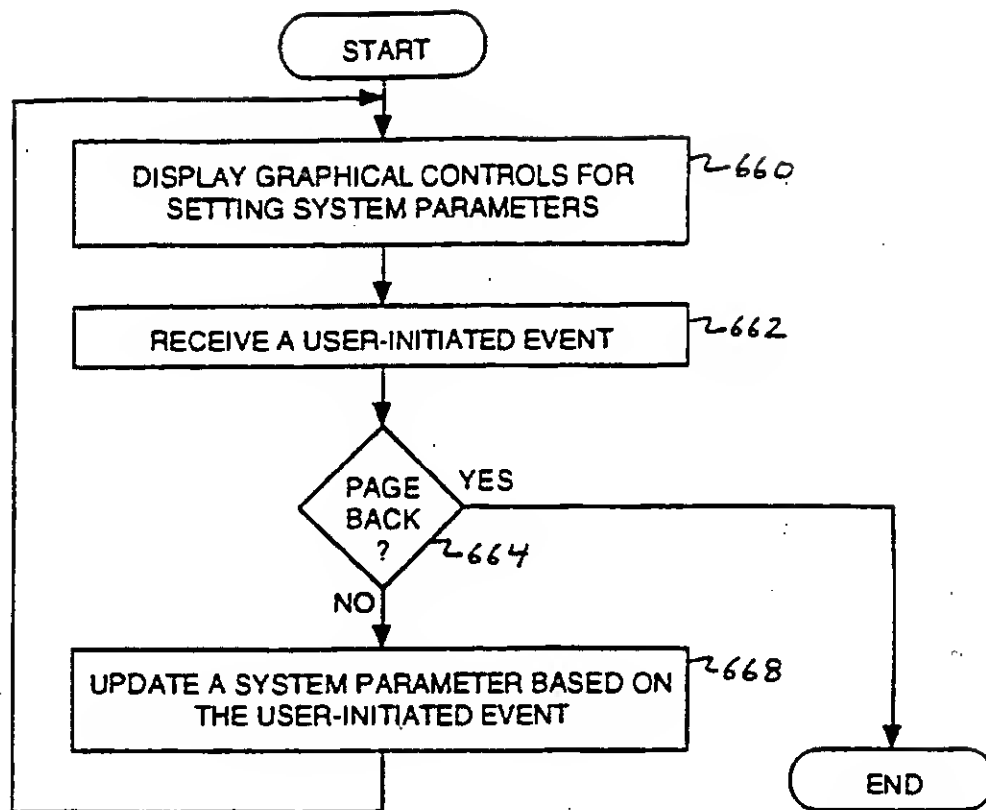 START
DISPLAY GRAPHICAL CONTROLS FOR
SETTING SYSTEM PARAMETERS
660
RECEIVE A USER-INITIATED EVENT
662
PAGE
BACK
?
YES
664
NO
UPDATE A SYSTEM PARAMETER BASED ON
THE USER-INITIATED EVENT
668
END